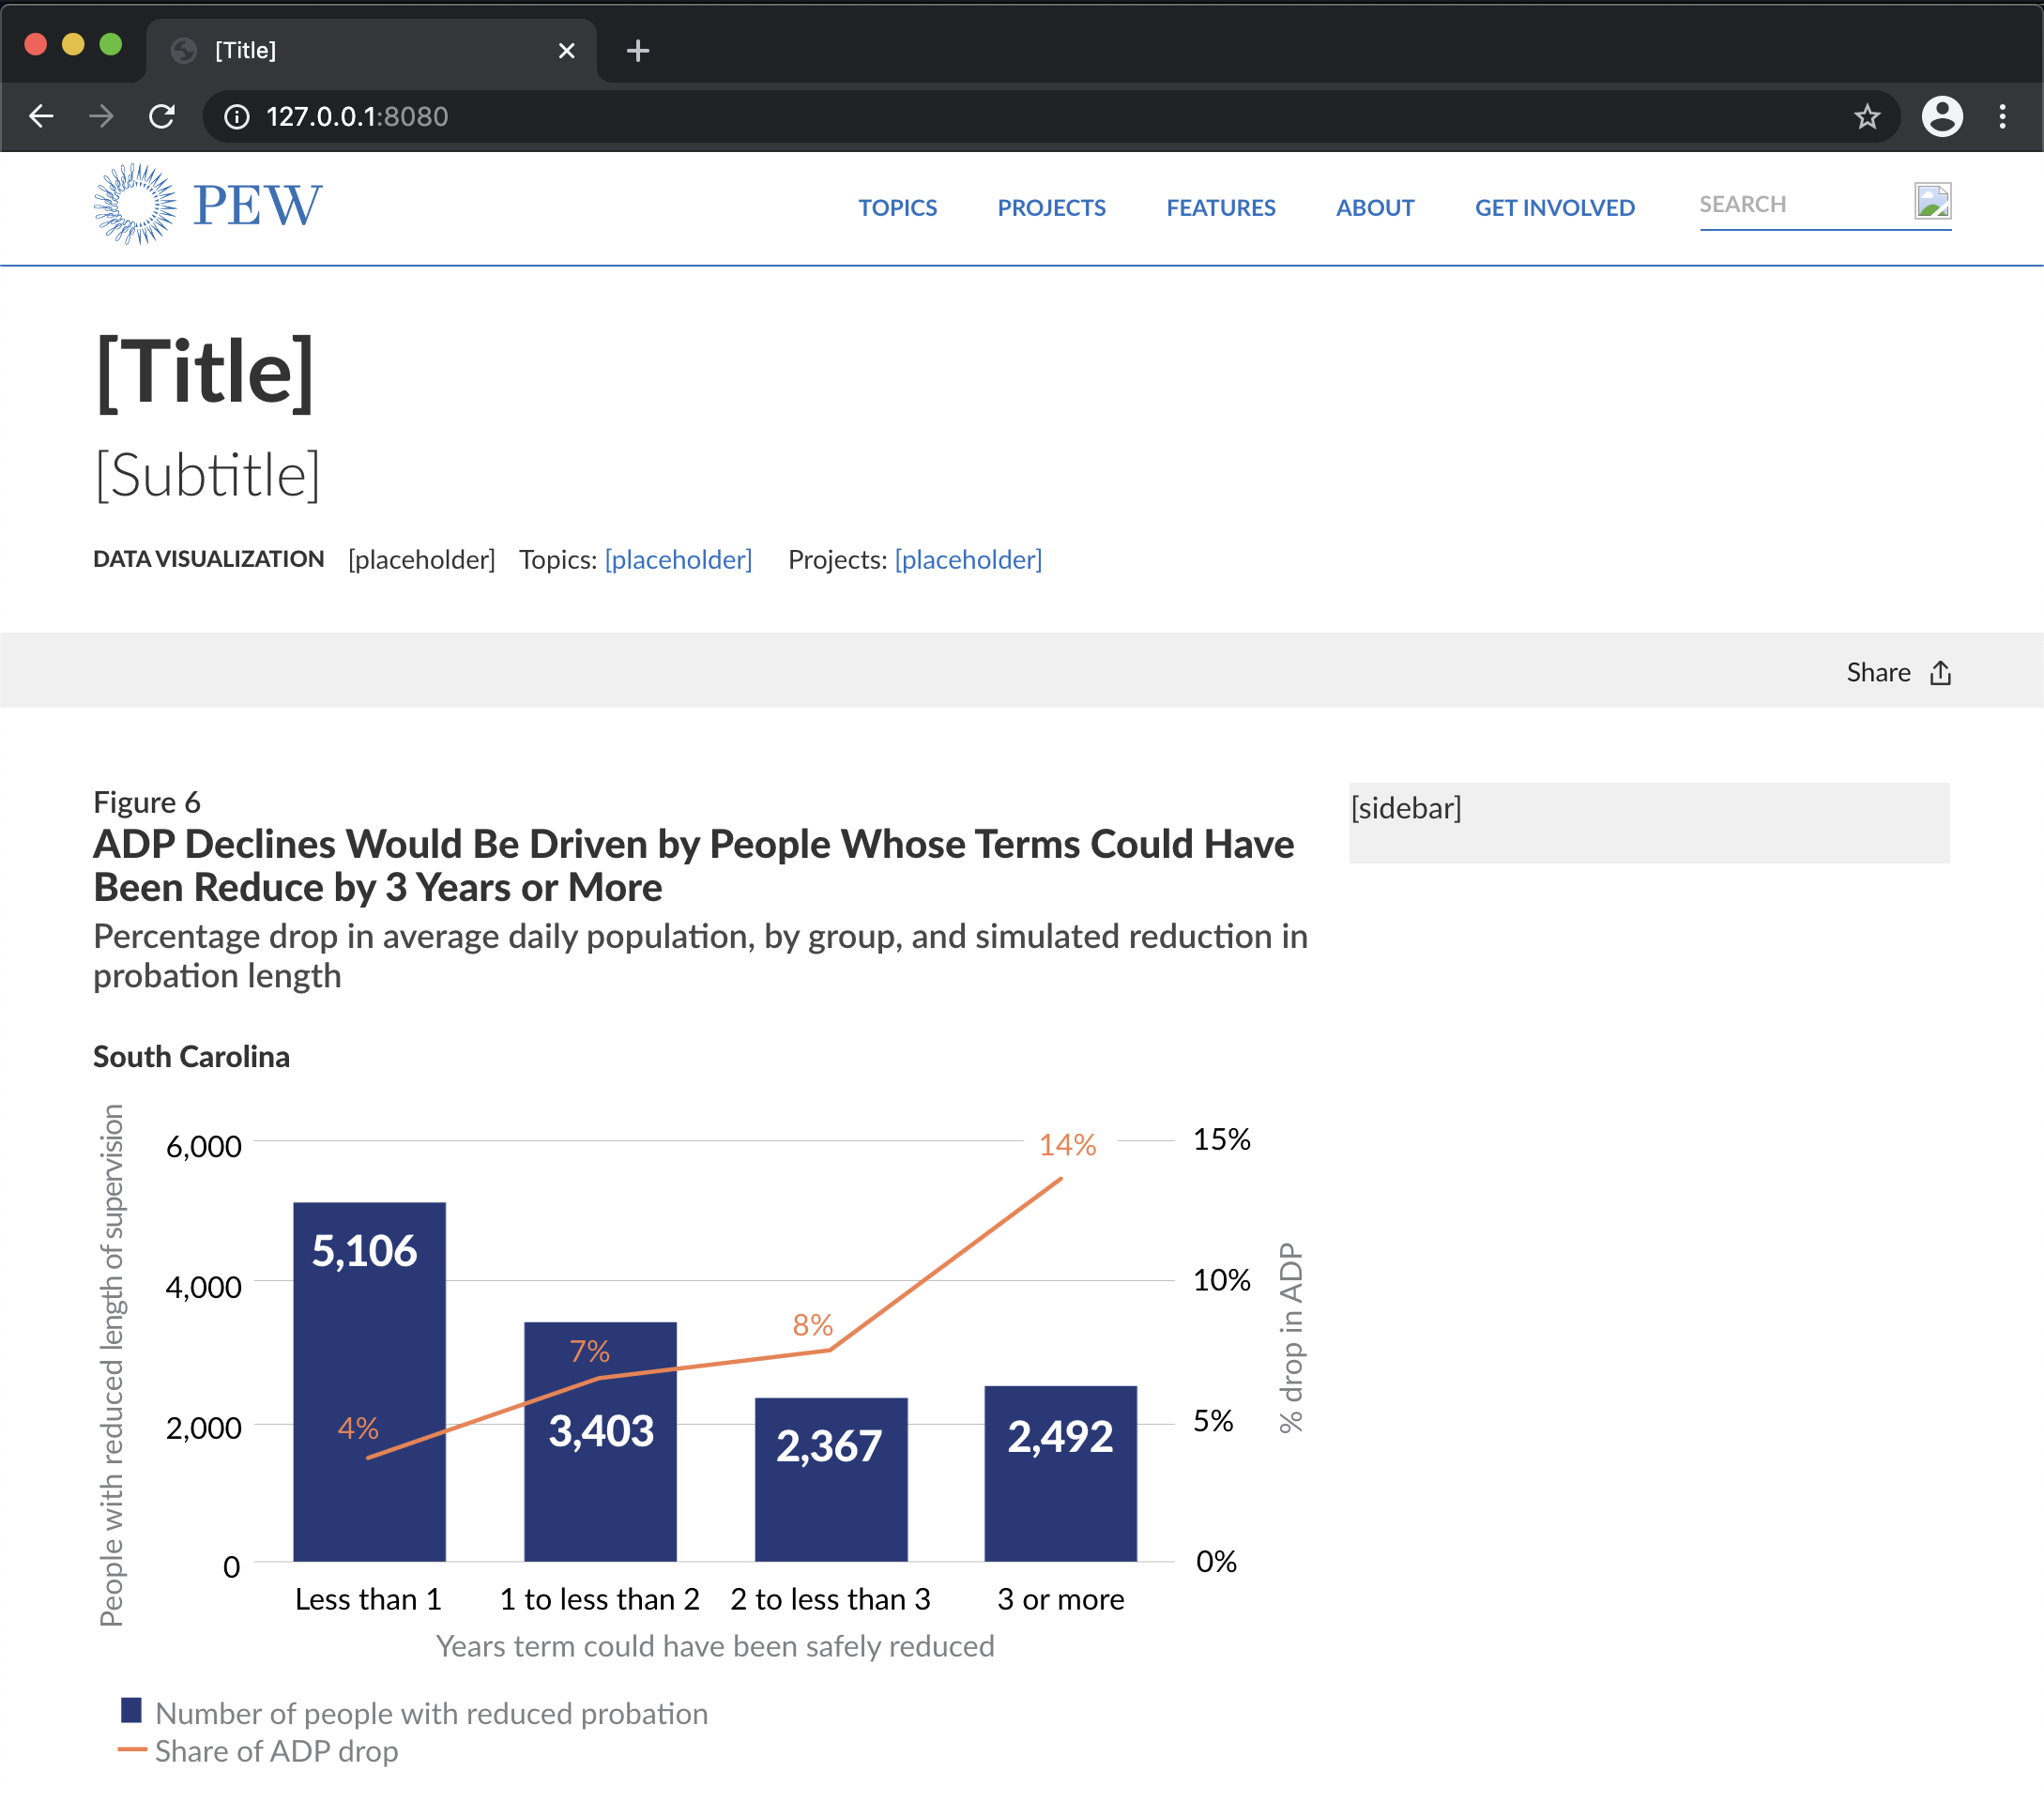 [Title]
127.0.0.1:8080
PEW
TOPICS PROJECTS FEATURES ABOUT GET INVOLVED SEARCH
[Title]
[Subtitle]
DATA VISUALIZATION [placeholder] Topics: [placeholder] Projects: [placeholder]
Share
Figure 6
ADP Declines Would Be Driven by People Whose Terms Could Have
Been Reduce by 3 Years or More
Percentage drop in average daily population, by group, and simulated reduction in
probation length
[sidebar]
South Carolina
People with reduced length of supervision
6,000
4,000
2,000
0
5,106
3,403
2,367
2,492
4%
7%
8%
14%
15%
10%
5%
0%
% drop in ADP
Less than 1 1 to less than 2 2 to less than 3 3 or more
Years term could have been safely reduced
Number of people with reduced probation
Share of ADP drop